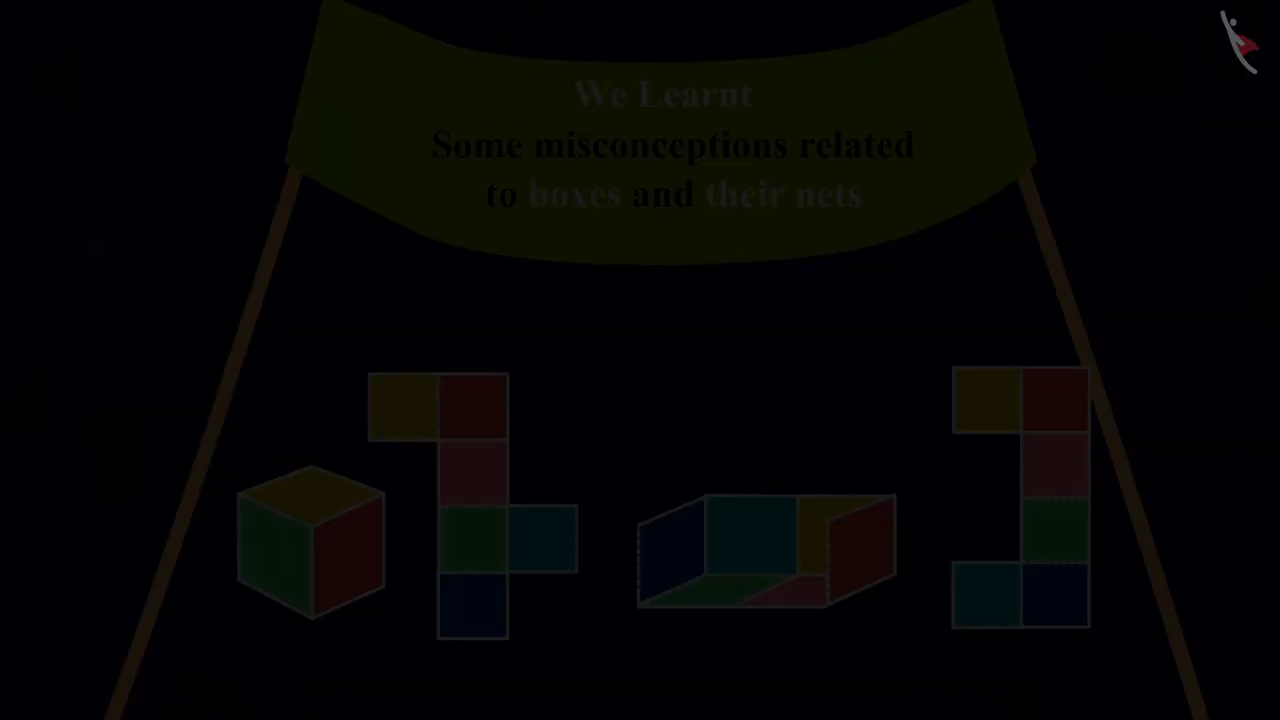 We Learnt
Some misconceptions related
to boxes and their nets